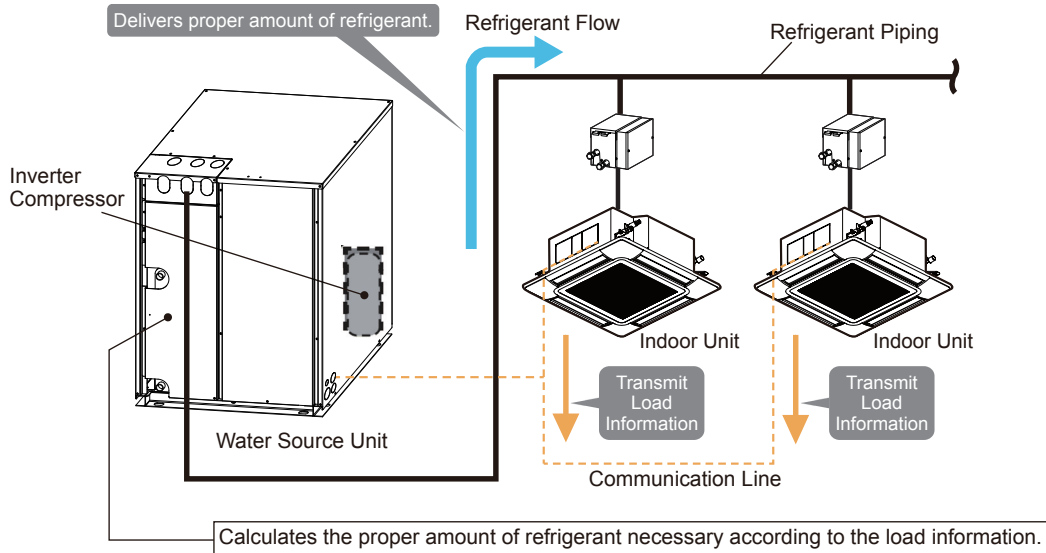 Delivers proper amount of refrigerant.
Refrigerant Flow
Refrigerant Piping
Inverter
Compressor
Indoor Unit
Indoor Unit
Transmit
Load
Information
Transmit
Load
Information
Water Source Unit
Communication Line
Calculates the proper amount of refrigerant necessary according to the load information.